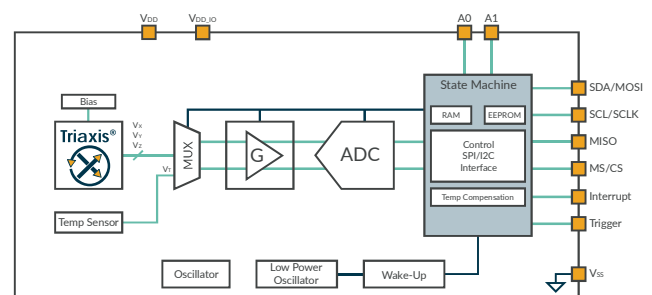 VDD
VDD_IO
A0
A1
Bias
Triaxis®
VX
VY
VZ
VT
Temp Sensor
MUX
G
ADC
State Machine
RAM
EEPROM
Control
SPI/I2C
Interface
Temp Compensation
SDA/MOSI
SCL/SCLK
MISO
MS/CS
Interrupt
Trigger
VSS
Oscillator
Low Power
Oscillator
Wake-Up